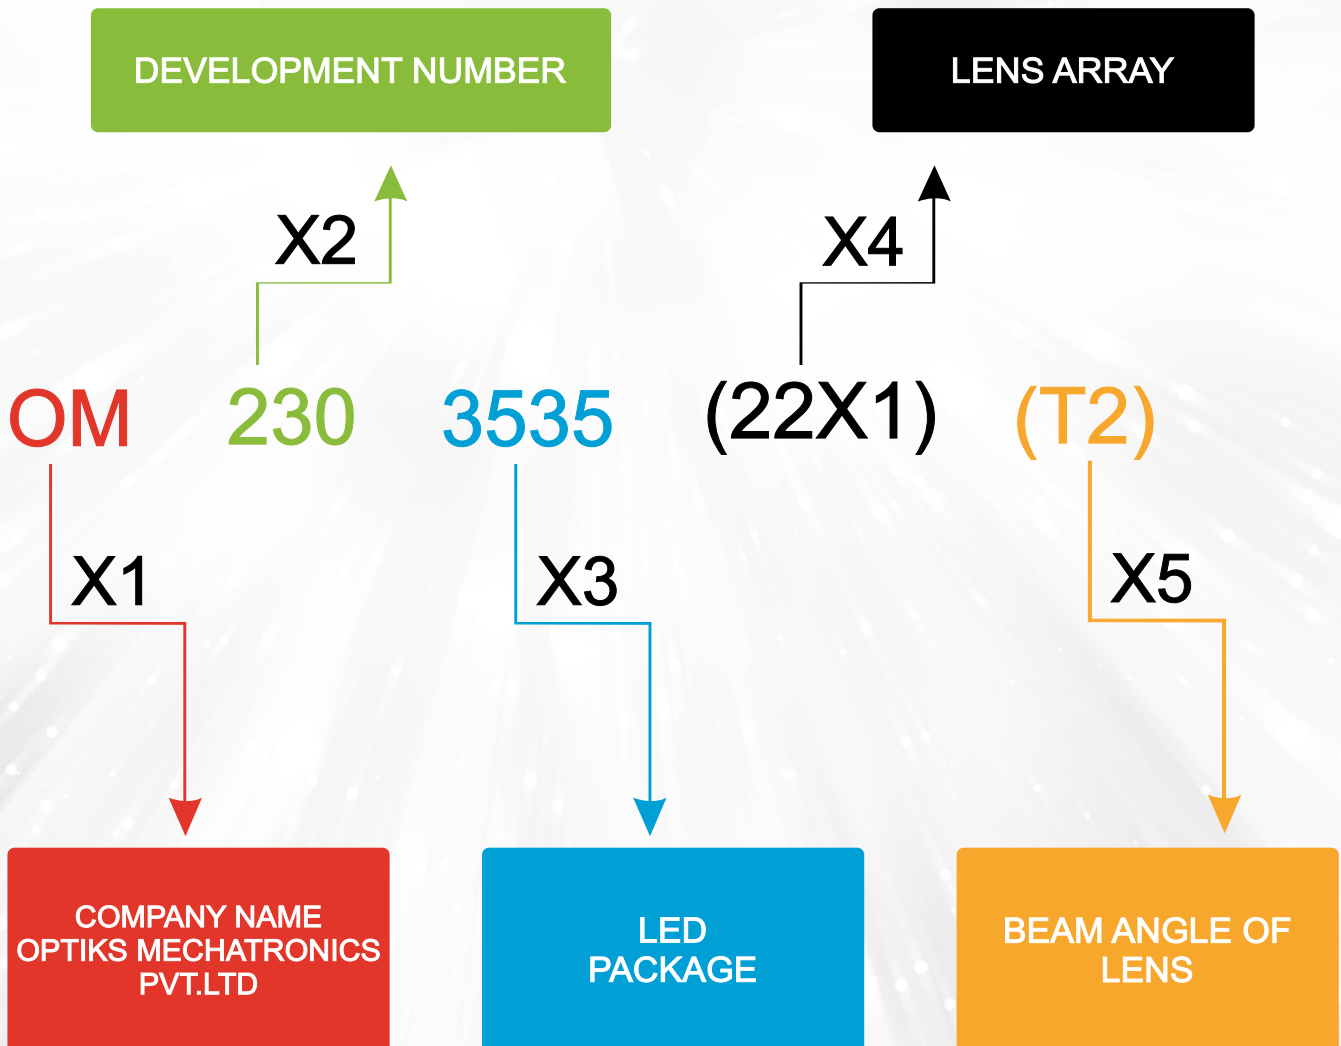 DEVELOPMENT NUMBER
LENS ARRAY
X2
X4
OM 230 3535 (22X1) (T2)
X1
X3
X5
COMPANY NAME
OPTIKS MECHATRONICS
PVT.LTD
LED
PACKAGE
BEAM ANGLE OF
LENS